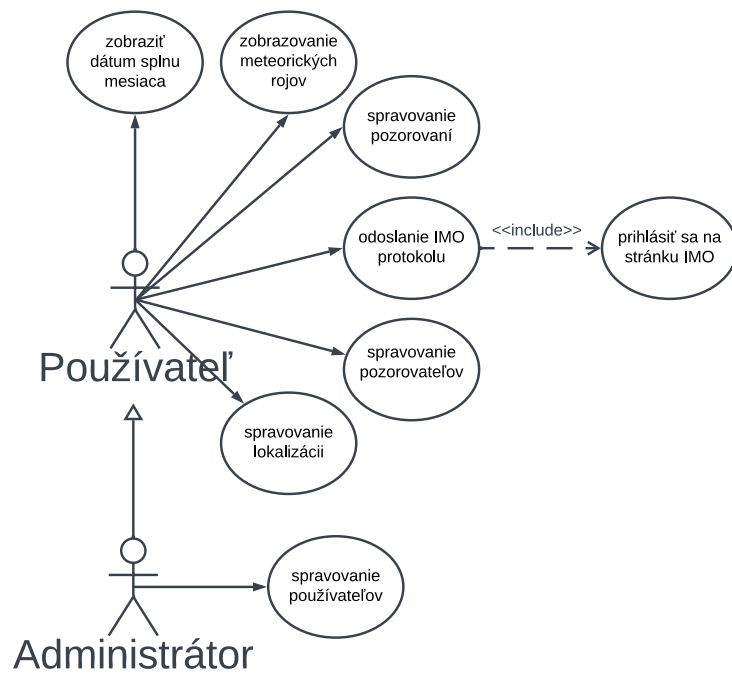 zobraziť
dátum splnu
mesiaca
zobrazovanie
meteorických
rojov
spravovanie
pozorovaní
odoslanie IMO
protokolu
<<include>>
prihlásiť sa na
stránku IMO
Používateľ
spravovanie
pozorovateľov
spravovanie
lokalizácii
spravovanie
používateľov
Administrátor